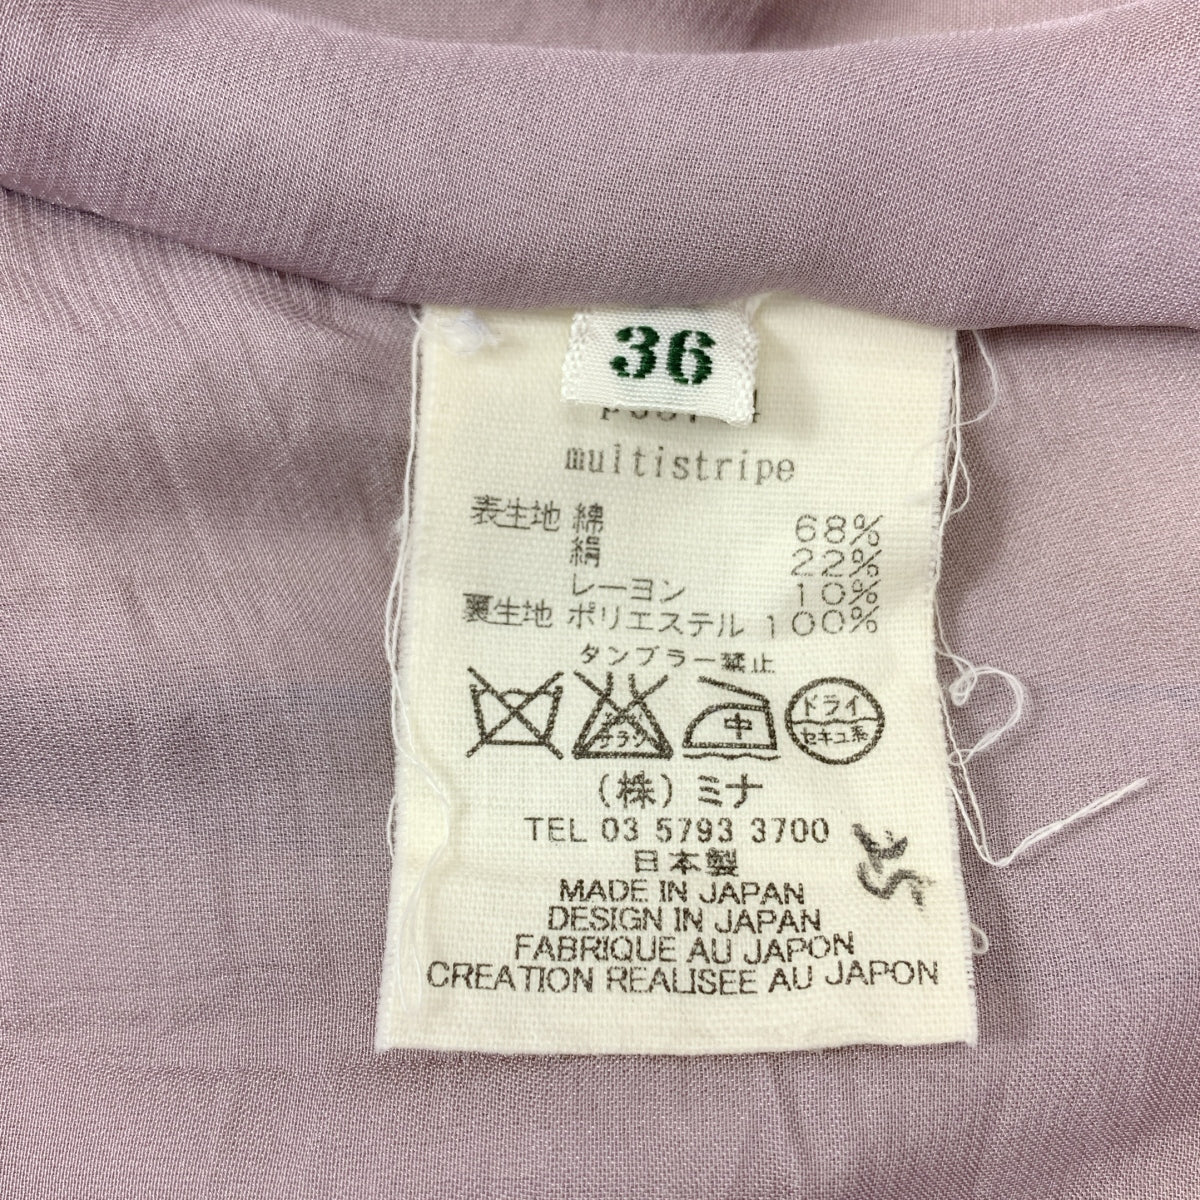 36
multistripe
表生地 綿 68%
絹 22%
レーヨン 10%
裏生地 ポリエステル 100%
タンブラー禁止
中
ドライ
セキユ系
(株)ミナ
TEL 03 5793 3700
日本製
MADE IN JAPAN
DESIGN IN JAPAN
FABRIQUE AU JAPON
CREATION REALISEE AU JAPON